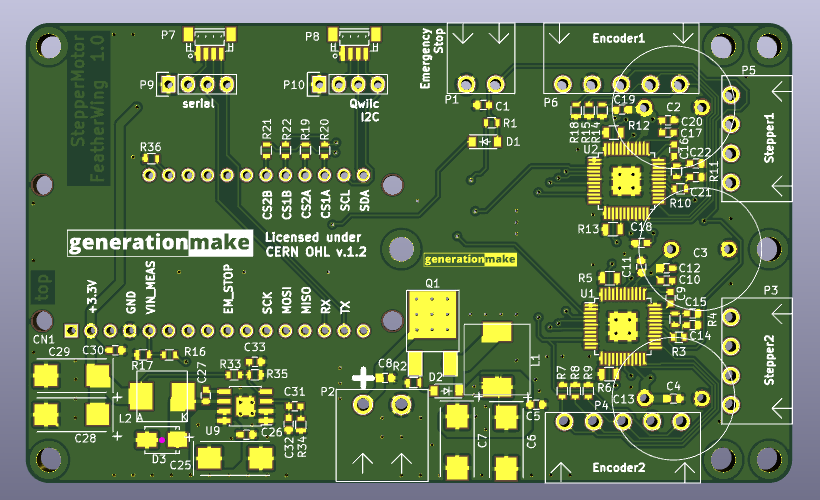 StepperMotor
FeatherWing 1.0
P7
P8
P9
P10
serial
Qwiic
I2C
Emergency
Stop
Encoder1
P1
C1
R1
D1
P6
P5
Stepper1
R18
R15
R14
C19
R12
C2
C20
C17
U2
C16
C22
R11
C21
R10
R36
R21
R22
R19
R20
CS2B
CS1B
CS2A
CS1A
SCL
SDA
generationmake
Licensed under
CERN OHL v.1.2
generationmake
R13
C18
C3
C11
C12
C10
R5
C9
U1
C15
R4
R3
P3
Stepper2
top
+3.3V
GND
VIN_MEAS
EM_STOP
SCK
MOSI
MISO
RX
TX
CN1
C30
C29
R17
R16
C33
R33
R35
C27
C31
L2
A
K
C28
D3
C25
U9
C26
C32
R34
Q1
C8
R2
D2
P2
L1
C7
C6
C5
R7
R8
R9
R6
P4
C13
C4
Encoder2